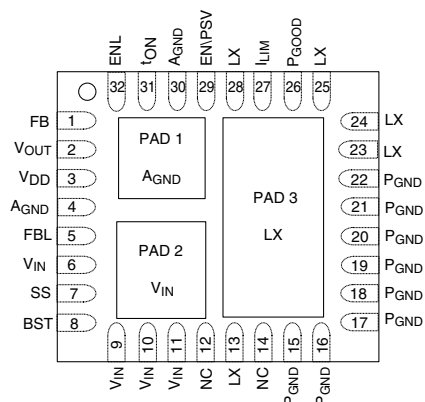 ENL
tON
AGND
EN\PSV
LX
ILIM
PGOOD
LX
32
31
30
29
28
27
26
25
FB 1
VOUT 2
VDD 3
AGND 4
FBL 5
VIN 6
SS 7
BST 8
PAD 1
AGND
PAD 2
VIN
PAD 3
LX
24 LX
23 LX
22 PGND
21 PGND
20 PGND
19 PGND
18 PGND
17 PGND
9
10
11
12
13
14
15
16
VIN
VIN
VIN
NC
LX
NC
PGND
PGND